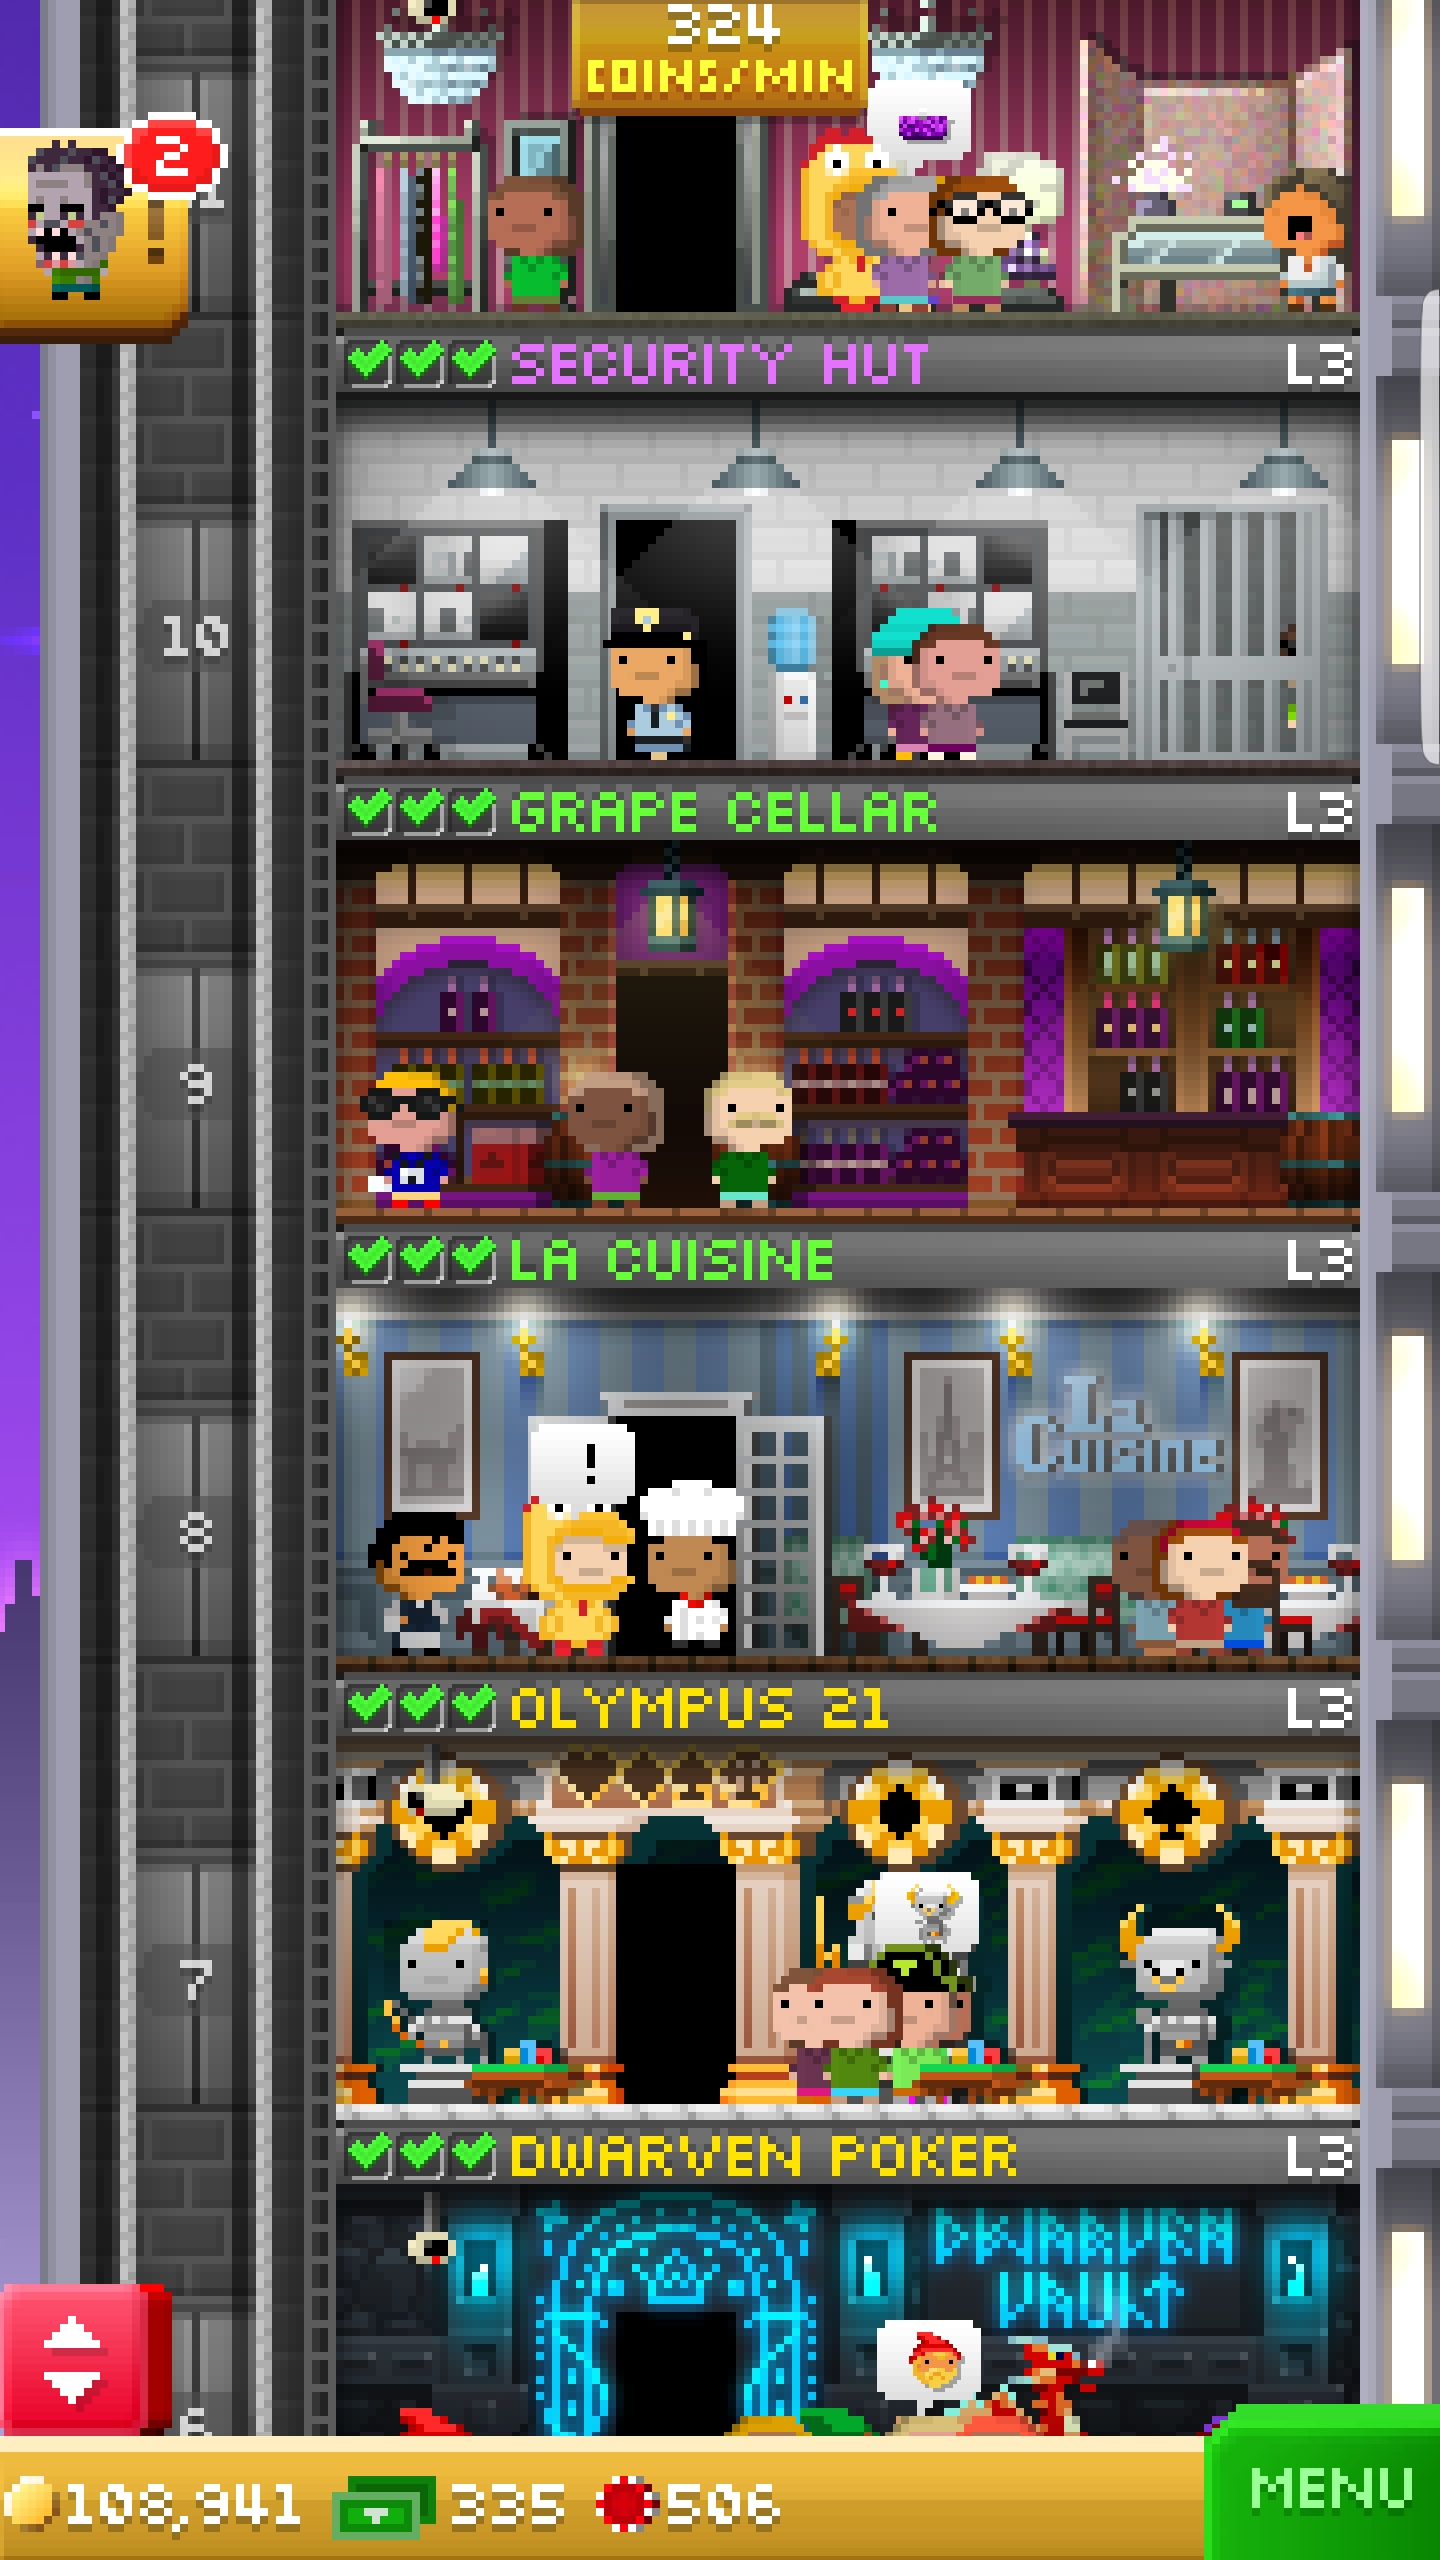 324
COINS/MIN
2
!
SECURITY HUT L3
10
GRAPE CELLAR L3
9
LA CUISINE L3
La
Cuisine
!
8
OLYMPUS 21 L3
7
DWARVEN POKER L3
DWARVEN
VAULT
6
108,941 335 506
MENU